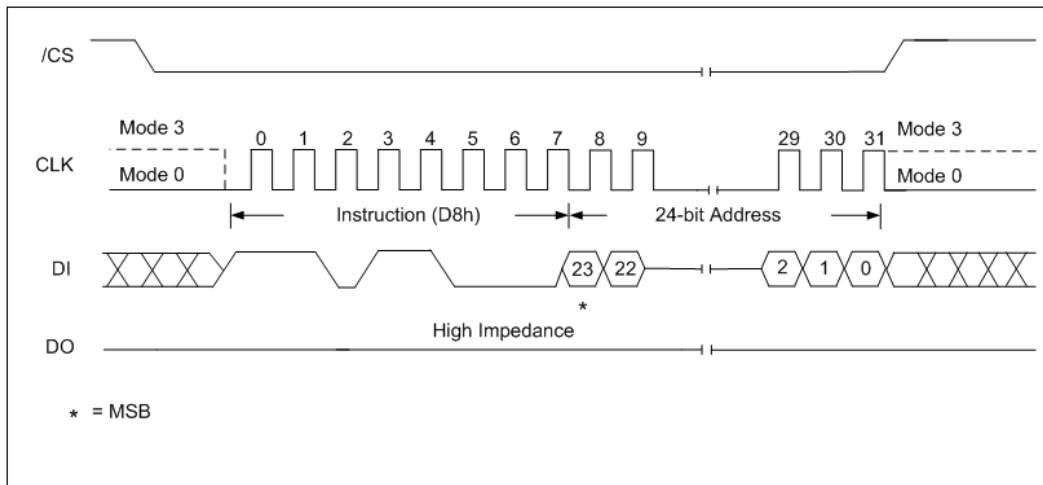 /CS
Mode 3
0 1 2 3 4 5 6 7 8 9 29 30 31
Mode 3
CLK
Mode 0
Mode 0
Instruction (D8h)
24-bit Address
DI
23 22 2 1 0
*
High Impedance
DO
* = MSB